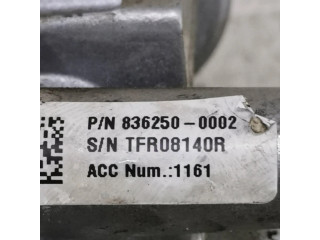 P/N 836250-0002
S/N TFR08140R
ACC Num.:1161